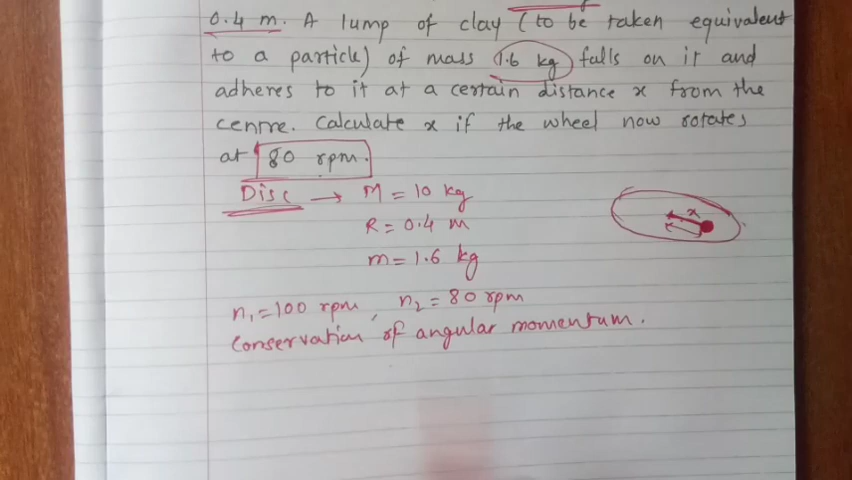 0.4 m. A lump of clay (to be taken equivalent
to a particle) of mass 1.6 kg falls on it and
adheres to it at a certain distance x from the
centre. Calculate x if the wheel now rotates
at 80 rpm.
Disc → M = 10 kg
R = 0.4 m
x
m = 1.6 kg
n₁ = 100 rpm, n₂ = 80 rpm
Conservation of angular momentum.